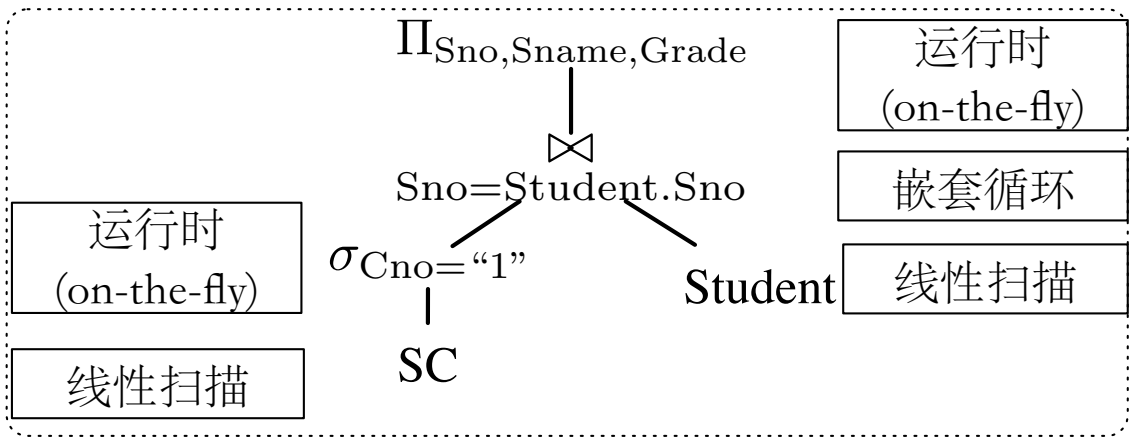 ΠSno,Sname,Grade
运行时
(on-the-fly)
⋈
Sno=Student.Sno
嵌套循环
运行时
(on-the-fly)
σCno=“1”
Student
线性扫描
SC
线性扫描